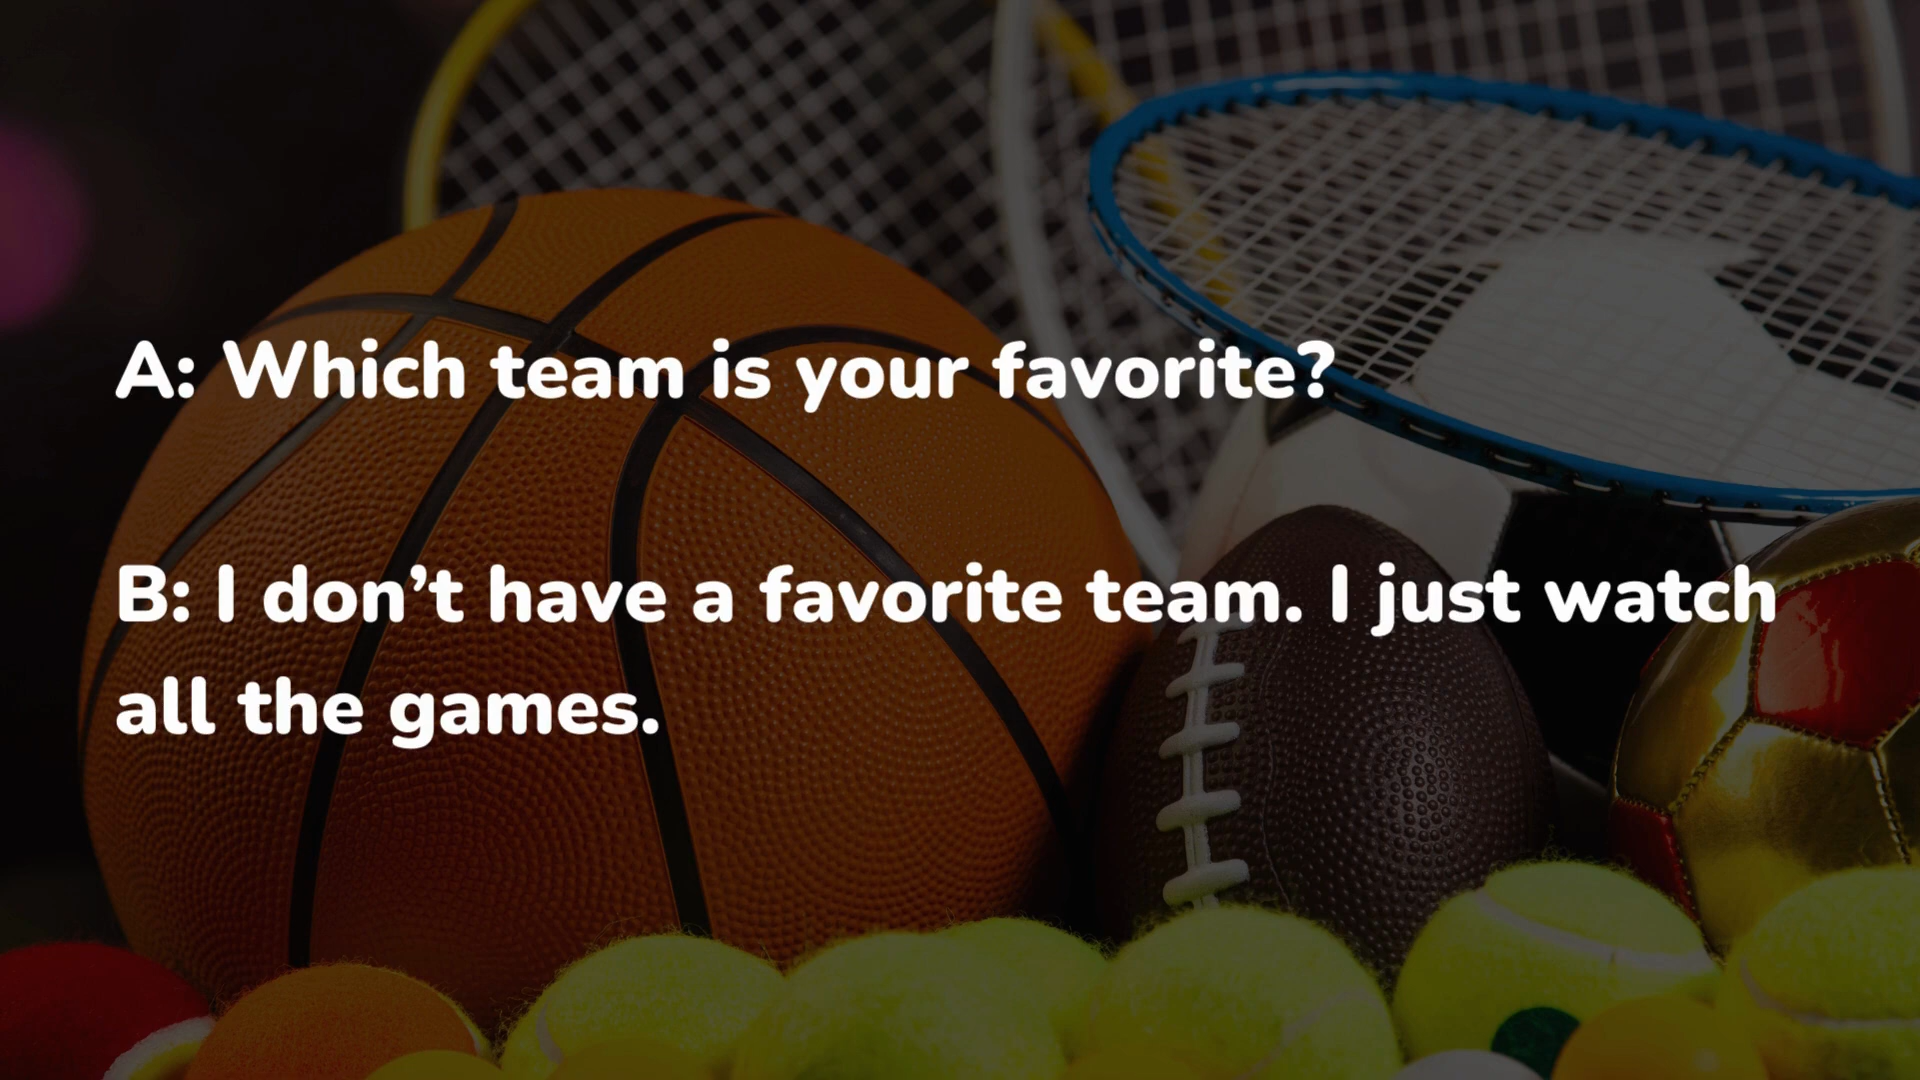 A: Which team is your favorite?
B: I don’t have a favorite team. I just watch
all the games.